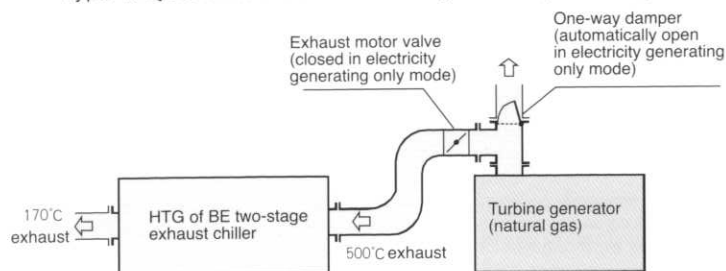 Exhaust motor valve
(closed in electricity
generating only mode)
One-way damper
(automatically open
in electricity generating
only mode)
170°C
exhaust
HTG of BE two-stage
exhaust chiller
500°C exhaust
Turbine generator
(natural gas)